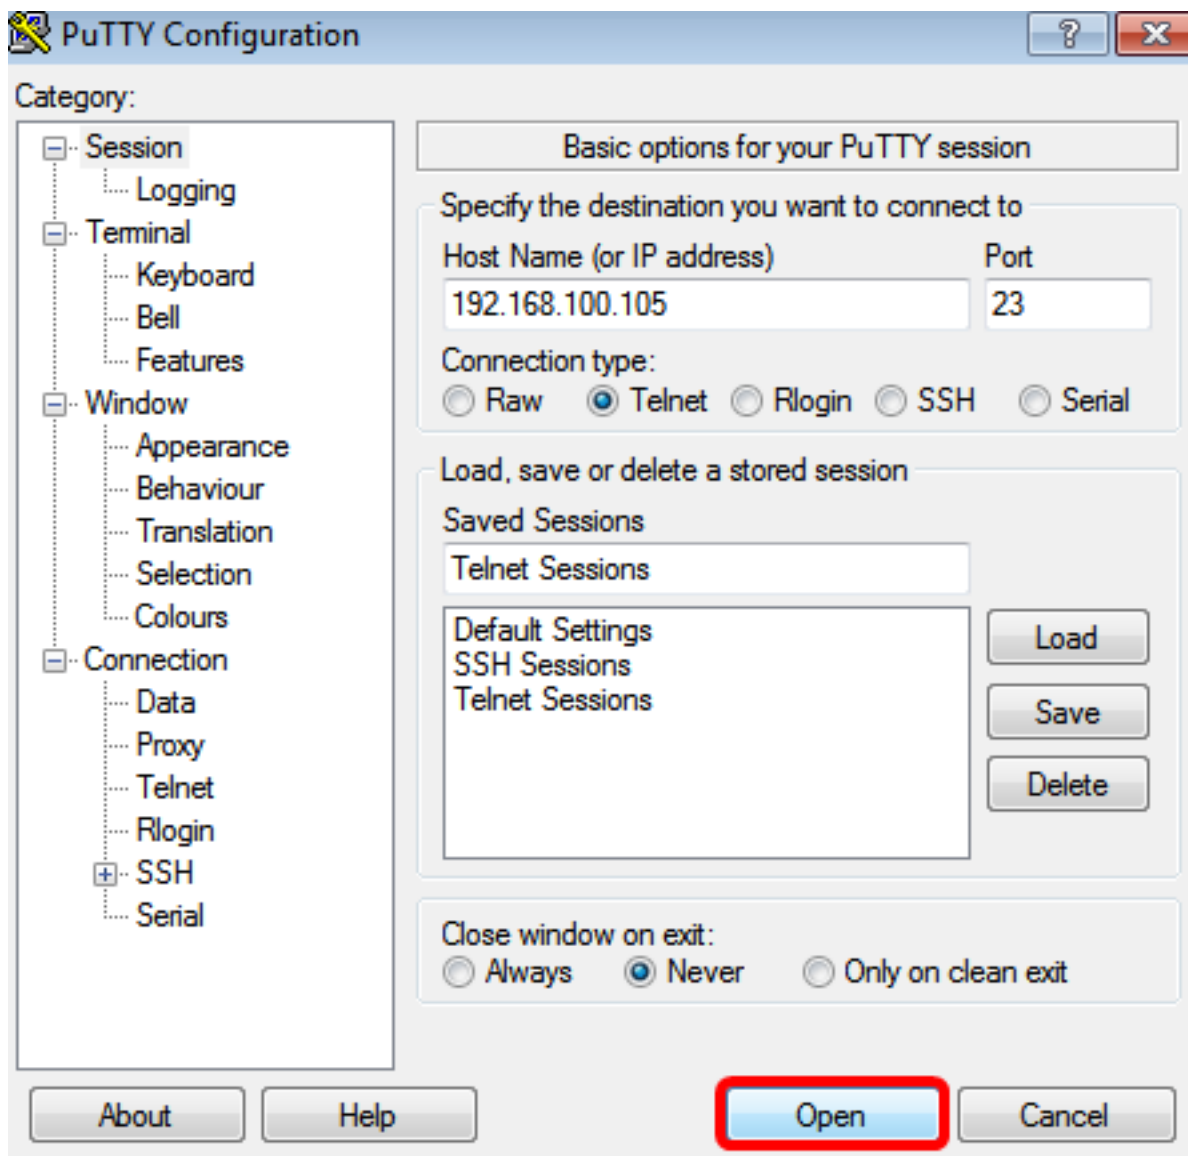 PuTTY Configuration
Category:
Session
Logging
Terminal
Keyboard
Bell
Features
Window
Appearance
Behaviour
Translation
Selection
Colours
Connection
Data
Proxy
Telnet
Rlogin
SSH
Serial
Basic options for your PuTTY session
Specify the destination you want to connect to
Host Name (or IP address) Port
192.168.100.105 23
Connection type:
Raw Telnet Rlogin SSH Serial
Load, save or delete a stored session
Saved Sessions
Telnet Sessions
Default Settings
SSH Sessions
Telnet Sessions
Load
Save
Delete
Close window on exit:
Always Never Only on clean exit
About Help Open Cancel